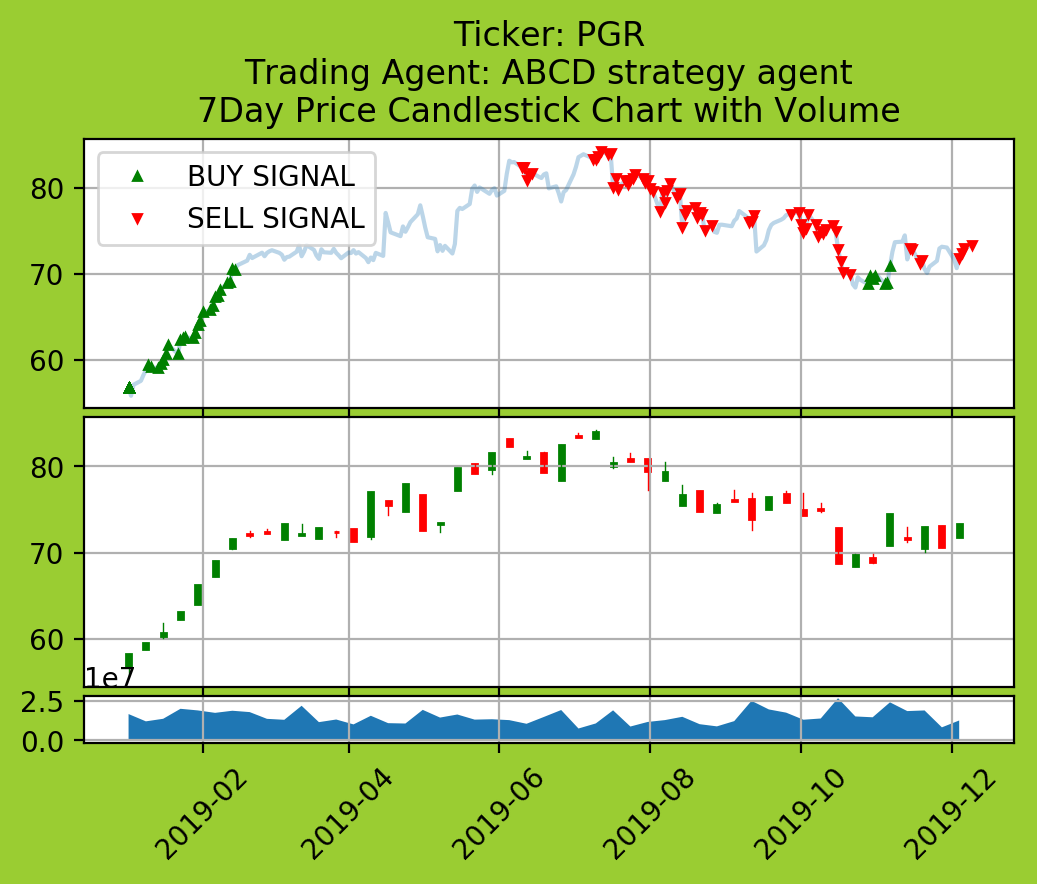 Ticker: PGR
Trading Agent: ABCD strategy agent
7Day Price Candlestick Chart with Volume
BUY SIGNAL
SELL SIGNAL
80
70
60
80
70
60
1e7
2.5
0.0
2019-02
2019-04
2019-06
2019-08
2019-10
2019-12